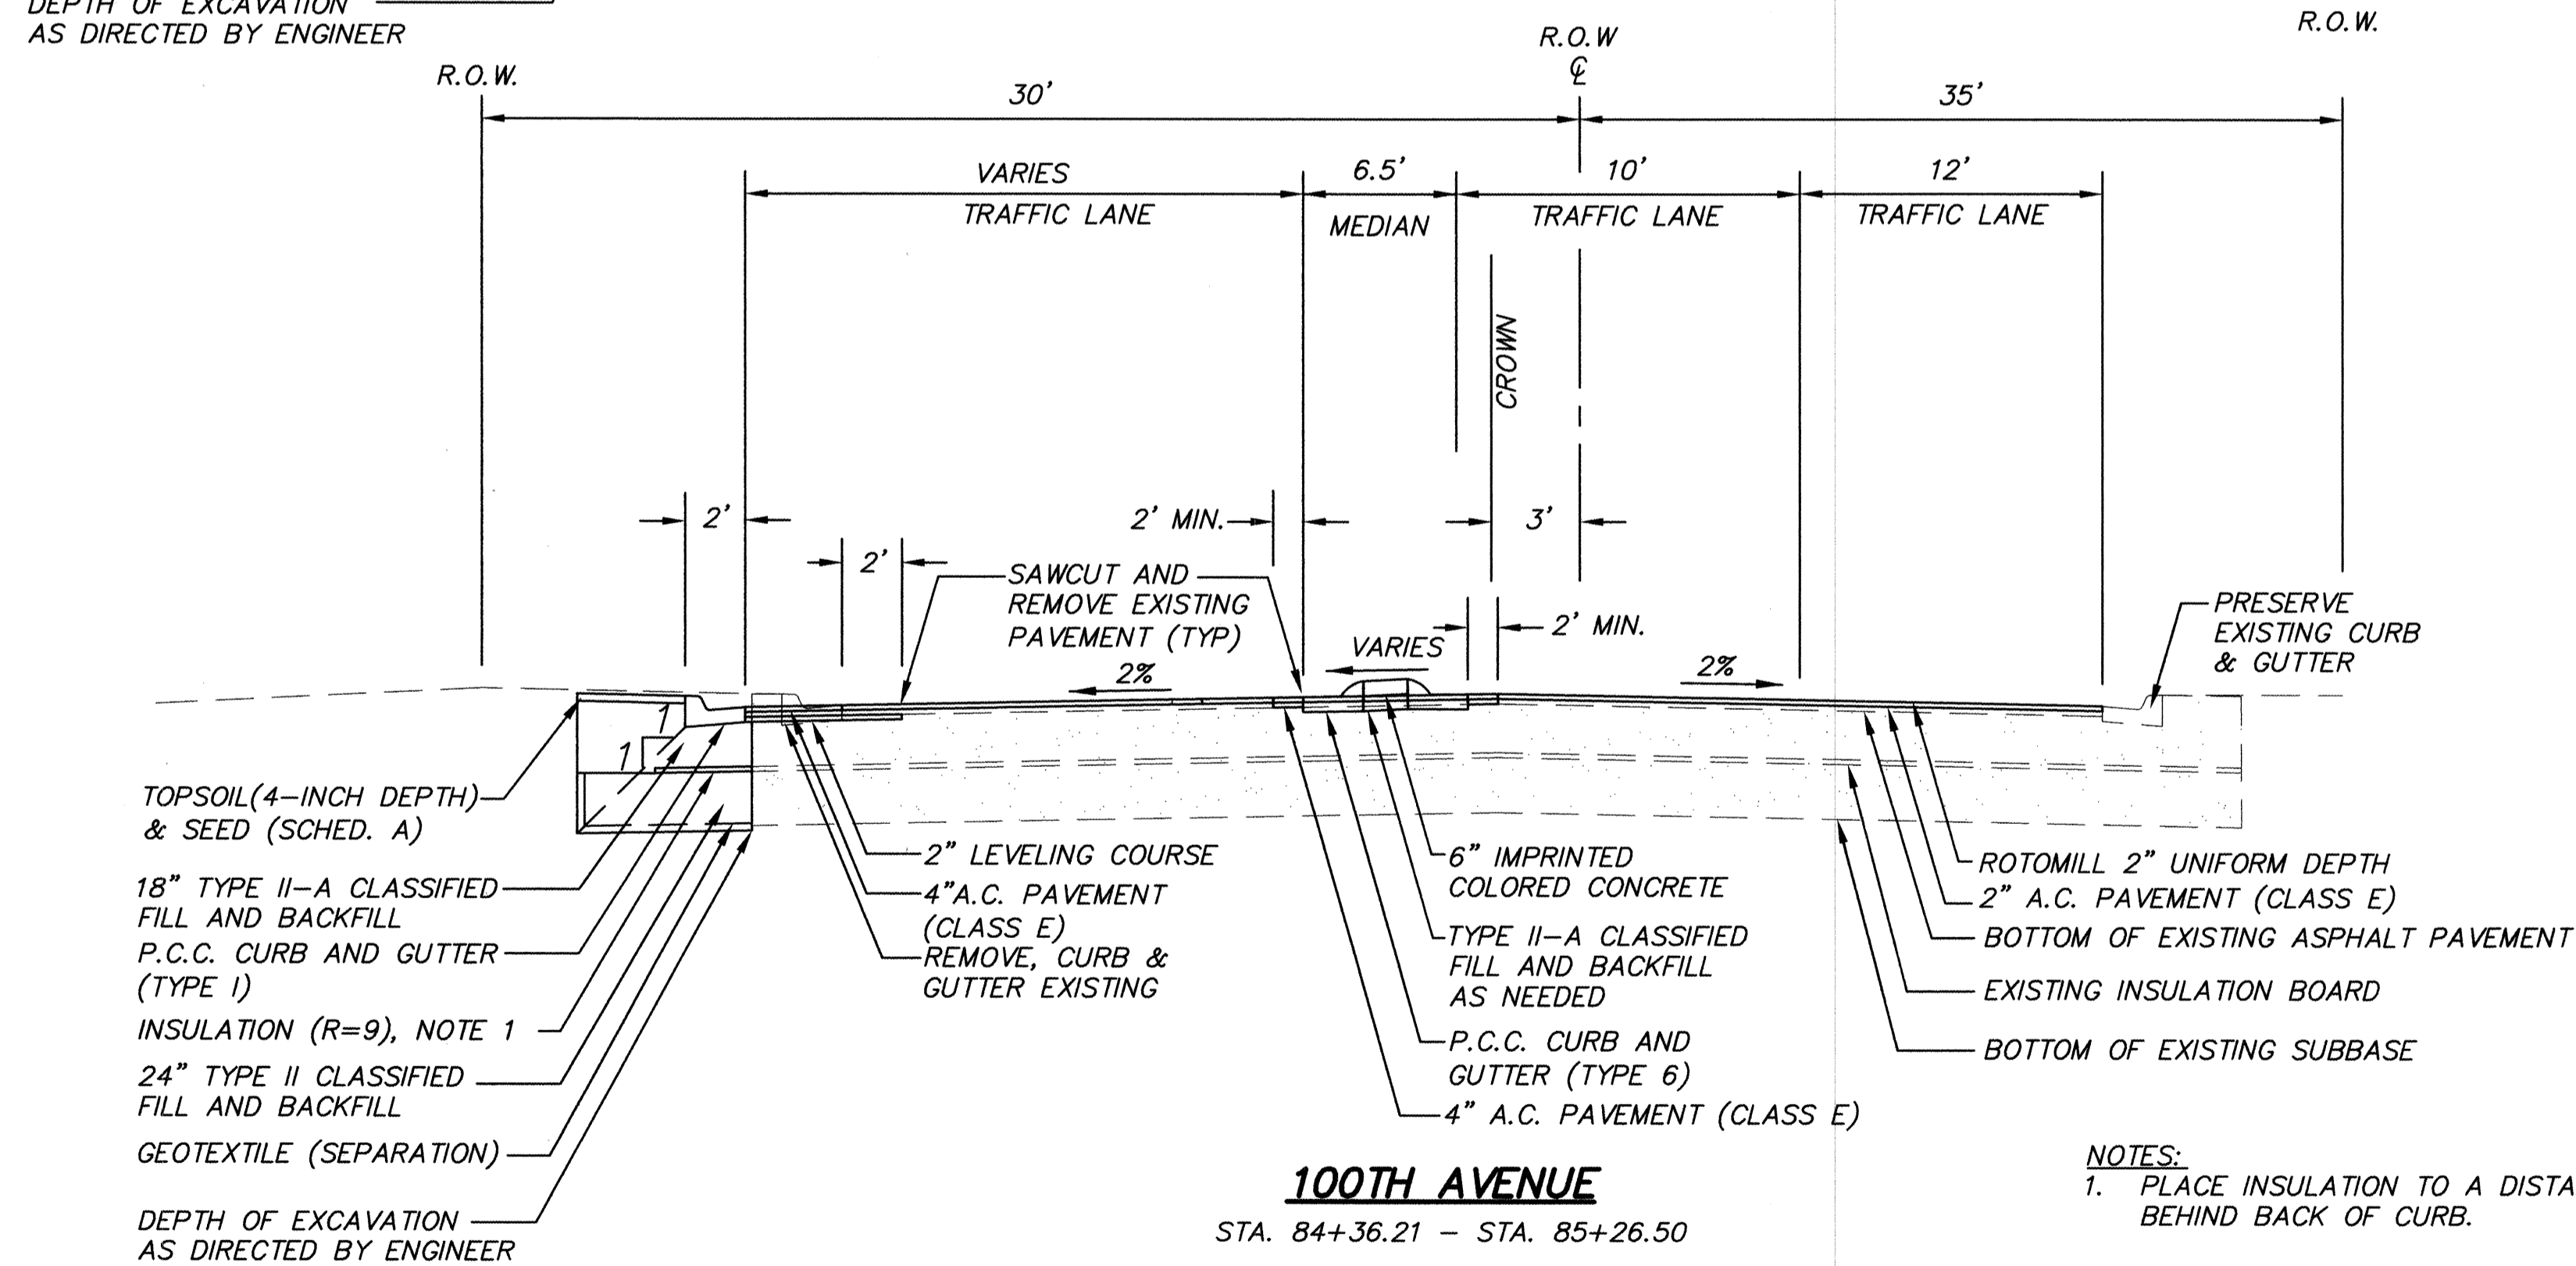 DEPTH OF EXCAVATION
AS DIRECTED BY ENGINEER
R.O.W.
R.O.W
℄
R.O.W.
30'
35'
VARIES
TRAFFIC LANE
6.5'
MEDIAN
10'
TRAFFIC LANE
12'
TRAFFIC LANE
CROWN
2'
2'
2' MIN.
3'
2' MIN.
SAWCUT AND
REMOVE EXISTING
PAVEMENT (TYP)
VARIES
2%
2%
PRESERVE
EXISTING CURB
& GUTTER
1
1
TOPSOIL(4-INCH DEPTH)
& SEED (SCHED. A)
18" TYPE II-A CLASSIFIED
FILL AND BACKFILL
P.C.C. CURB AND GUTTER
(TYPE I)
INSULATION (R=9), NOTE 1
24" TYPE II CLASSIFIED
FILL AND BACKFILL
GEOTEXTILE (SEPARATION)
DEPTH OF EXCAVATION
AS DIRECTED BY ENGINEER
2" LEVELING COURSE
4"A.C. PAVEMENT
(CLASS E)
REMOVE, CURB &
GUTTER EXISTING
6" IMPRINTED
COLORED CONCRETE
TYPE II-A CLASSIFIED
FILL AND BACKFILL
AS NEEDED
P.C.C. CURB AND
GUTTER (TYPE 6)
4" A.C. PAVEMENT (CLASS E)
ROTOMILL 2" UNIFORM DEPTH
2" A.C. PAVEMENT (CLASS E)
BOTTOM OF EXISTING ASPHALT PAVEMENT
EXISTING INSULATION BOARD
BOTTOM OF EXISTING SUBBASE
100TH AVENUE
STA. 84+36.21 - STA. 85+26.50
NOTES:
1. PLACE INSULATION TO A DISTA
BEHIND BACK OF CURB.